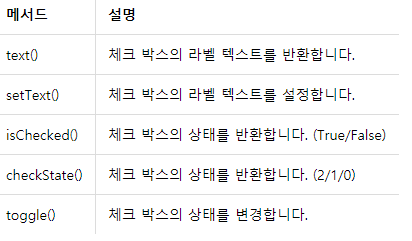 메서드 설명
text() 체크 박스의 라벨 텍스트를 반환합니다.
setText() 체크 박스의 라벨 텍스트를 설정합니다.
isChecked() 체크 박스의 상태를 반환합니다. (True/False)
checkState() 체크 박스의 상태를 반환합니다. (2/1/0)
toggle() 체크 박스의 상태를 변경합니다.